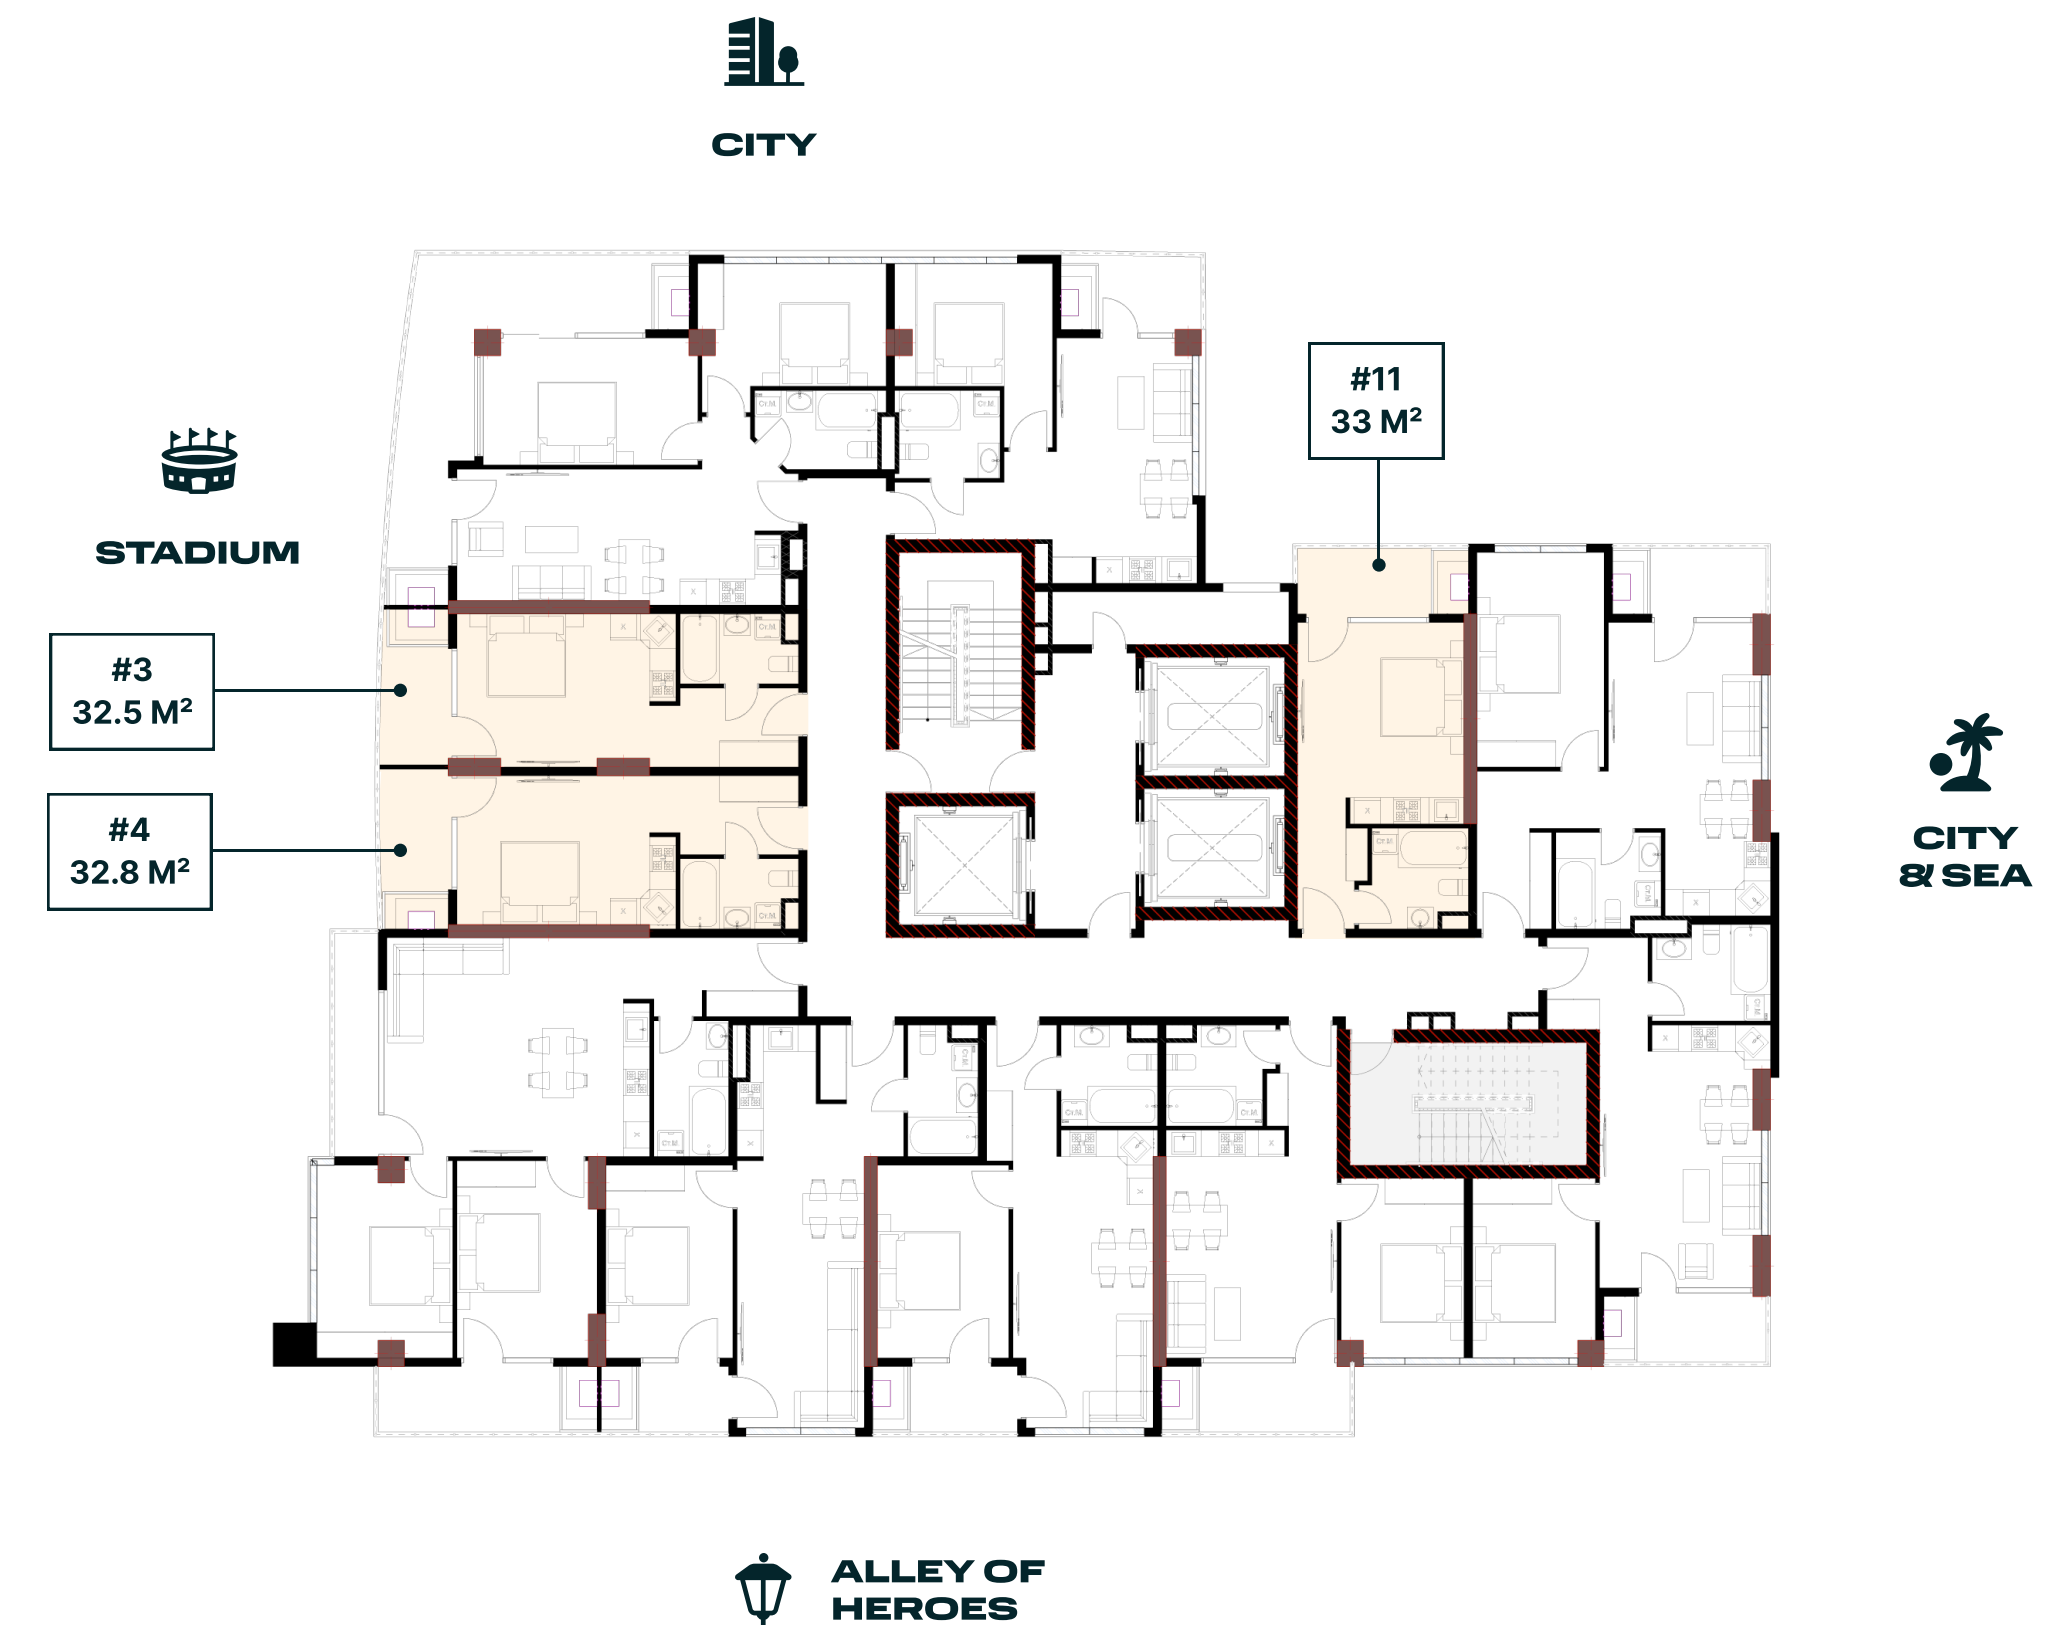 CITY
#11
33 M²
STADIUM
#3
32.5 M²
#4
32.8 M²
CITY
& SEA
ALLEY OF
HEROES